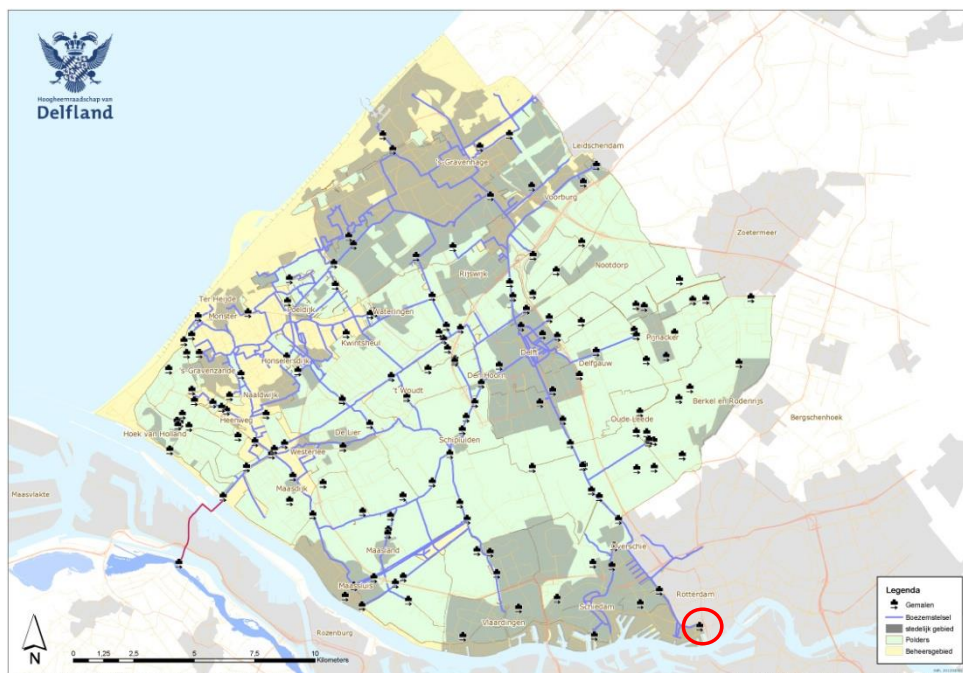 Hoogheemraadschap van
Delfland
's Gravenhage
Leidschendam
Voorburg
Zoetermeer
Rijswijk
Nootdorp
Ter Heijde
Monster
Poeldijk
Wateringen
Kwintsheul
Pijnacker
Delft
Honselersdijk
Delfgauw
's Gravenzande
Den Hoorn
Naaldwijk
't Woudt
Berkel en Rodenrijs
Heenweg
Oude Leede
Bergschenhoek
Hoek van Holland
De Lier
Schipluiden
Westerlee
Maasvlakte
Maasdijk
Maasland
Overschie
Maassluis
Rotterdam
Schiedam
Vlaardingen
Rozenburg
N
0 1,25 2,5 5 7,5 10
Kilometers
Legenda
Gemalen
Boezemstelsel
stedelijk gebied
Polders
Beheersgebied